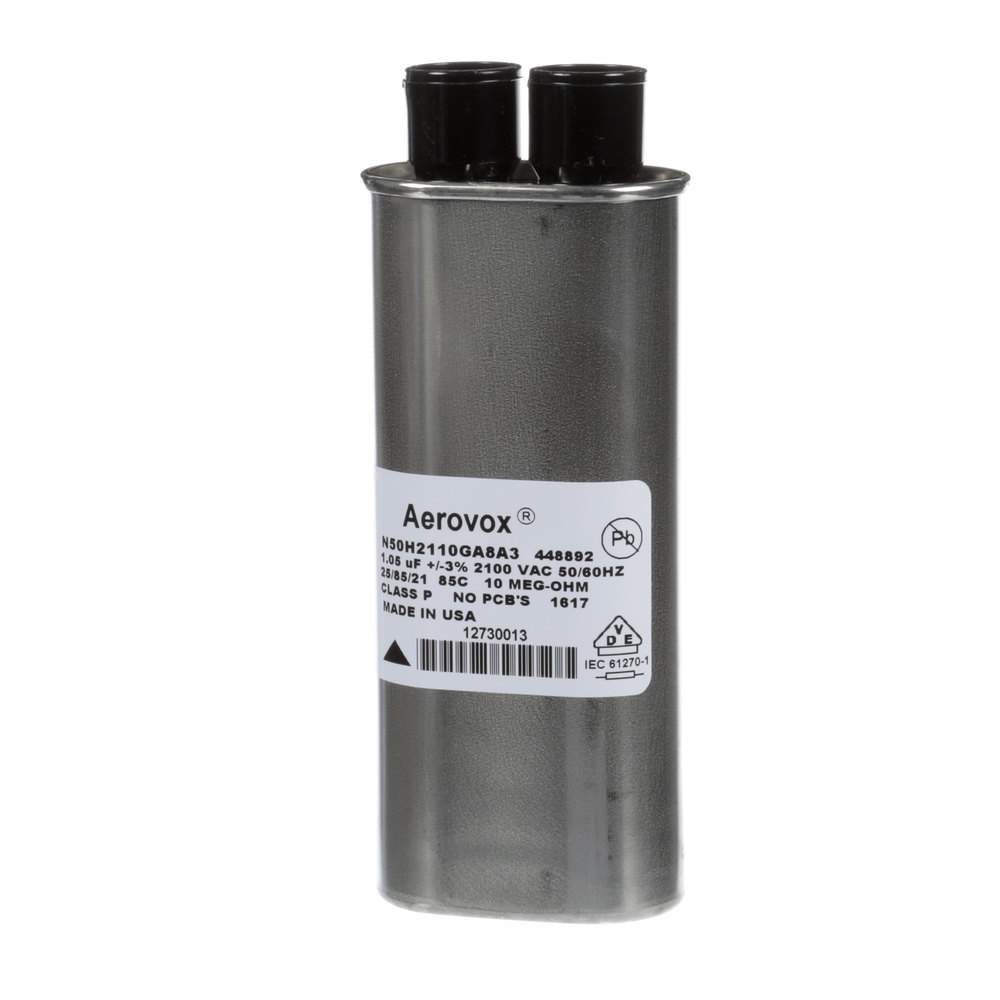 Aerovox ®
N50H2110GA8A3 448892
1.05 uF +/-3% 2100 VAC 50/60HZ
25/85/21 85C 10 MEG-OHM
CLASS P NO PCB'S 1617
MADE IN USA
12730013
Pb
VDE
IEC 61270-1